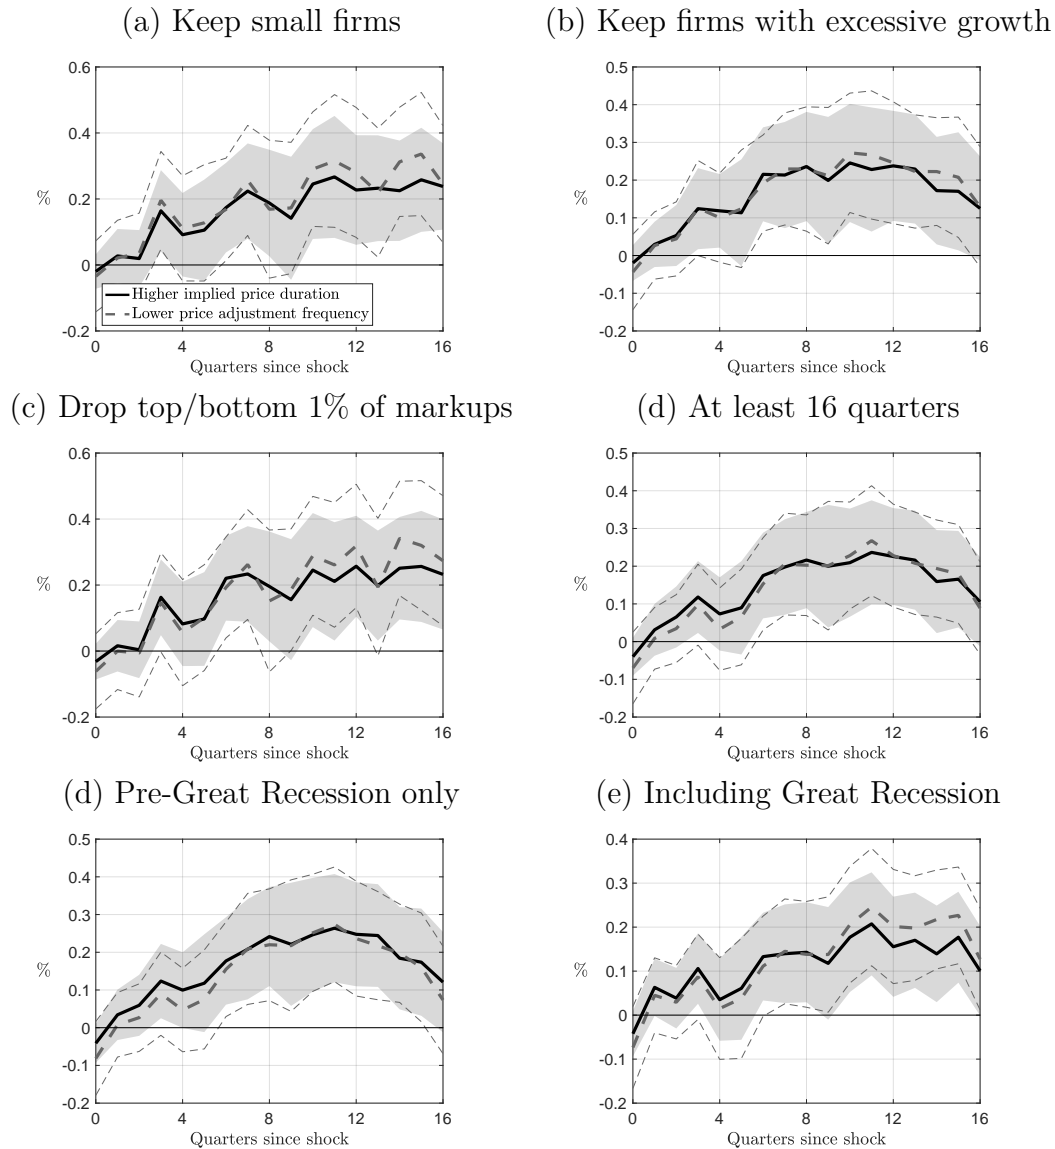 (a) Keep small firms
0.6
0.4
%
0.2
0
Higher implied price duration
Lower price adjustment frequency
-0.2
0 4 8 12 16
Quarters since shock
(b) Keep firms with excessive growth
0.5
0.4
0.3
%
0.2
0.1
0
-0.1
-0.2
0 4 8 12 16
Quarters since shock
(c) Drop top/bottom 1% of markups
0.6
0.4
%
0.2
0
-0.2
0 4 8 12 16
Quarters since shock
(d) At least 16 quarters
0.5
0.4
0.3
%
0.2
0.1
0
-0.1
-0.2
0 4 8 12 16
Quarters since shock
(d) Pre-Great Recession only
0.5
0.4
0.3
%
0.2
0.1
0
-0.1
-0.2
0 4 8 12 16
Quarters since shock
(e) Including Great Recession
0.4
0.3
0.2
%
0.1
0
-0.1
-0.2
0 4 8 12 16
Quarters since shock